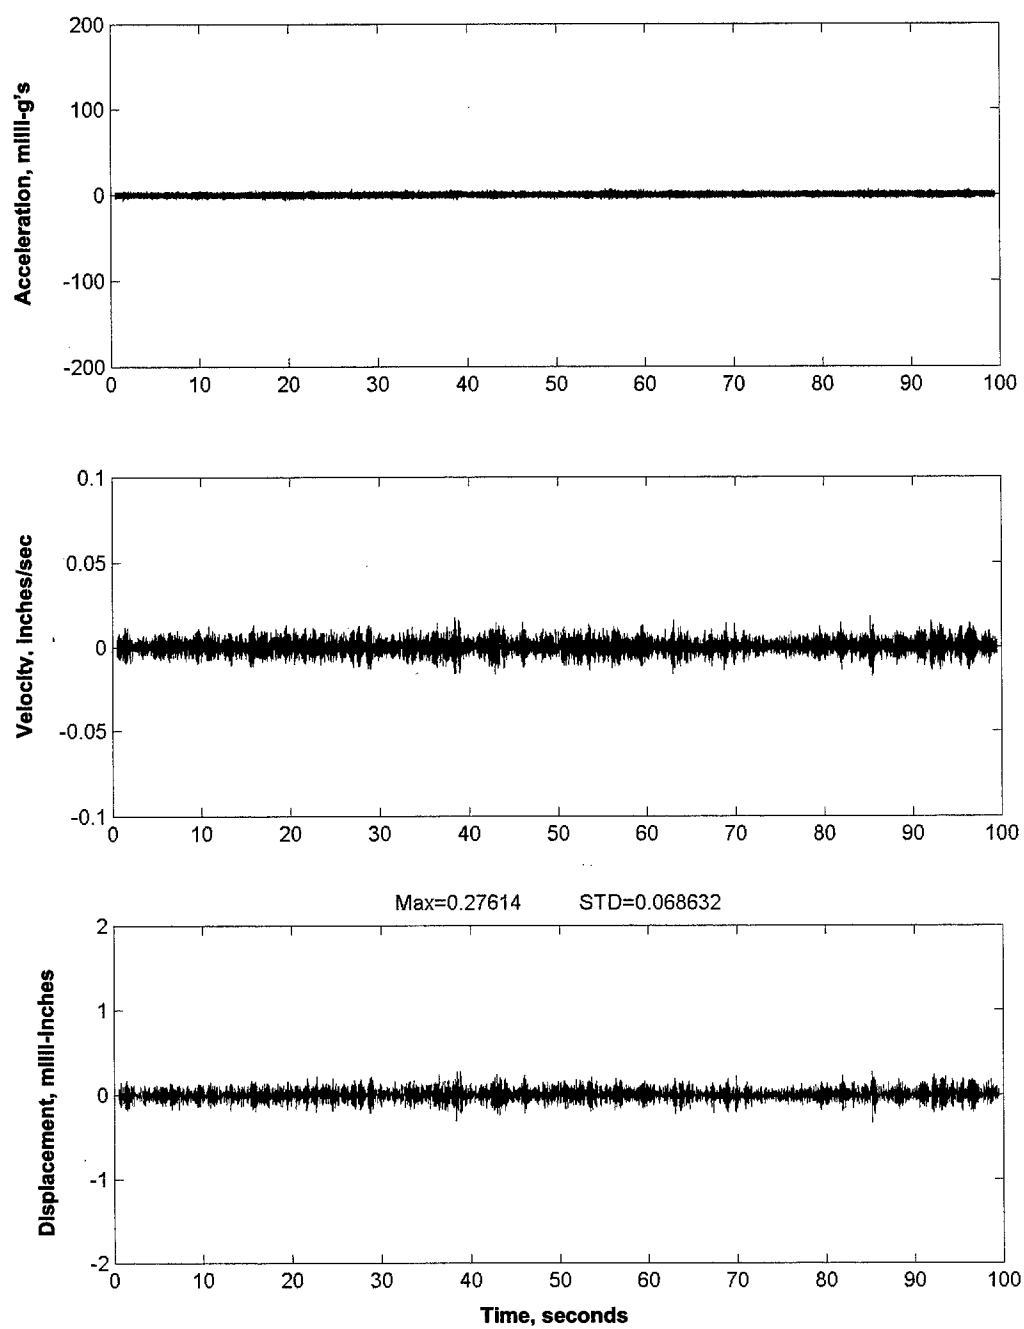 200
100
0
-100
-200
Acceleration, milli-g's
0 10 20 30 40 50 60 70 80 90 100
0.1
0.05
0
-0.05
-0.1
Velocity, inches/sec
0 10 20 30 40 50 60 70 80 90 100
Max=0.27614 STD=0.068632
2
1
0
-1
-2
Displacement, milli-inches
0 10 20 30 40 50 60 70 80 90 100
Time, seconds